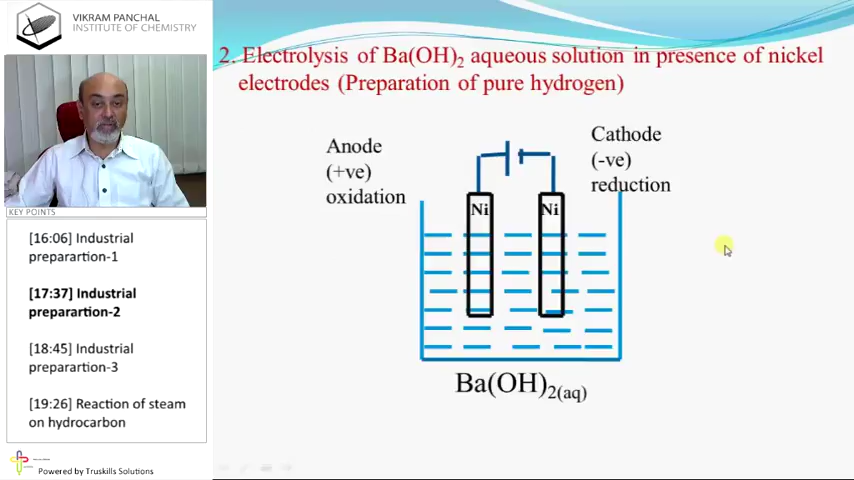 VIKRAM PANCHAL
INSTITUTE OF CHEMISTRY
2. Electrolysis of Ba(OH)2 aqueous solution in presence of nickel
electrodes (Preparation of pure hydrogen)
Anode
(+ve)
oxidation
Cathode
(-ve)
reduction
Ni
Ni
Ba(OH)2(aq)
KEY POINTS
[16:06] Industrial
preparartion-1
[17:37] Industrial
preparartion-2
[18:45] Industrial
preparartion-3
[19:26] Reaction of steam
on hydrocarbon
Powered by Truskills Solutions